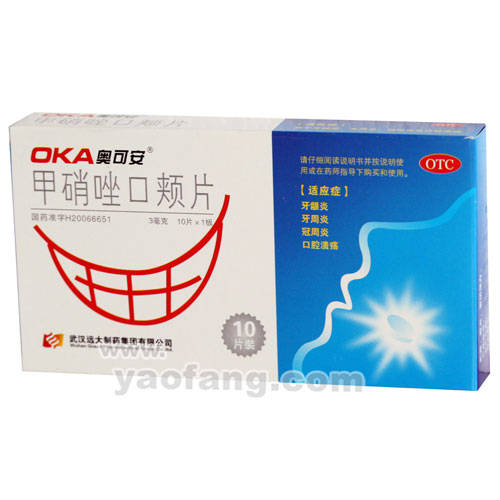 OKA奥可安®
甲硝唑口颊片
国药准字H20066651 3毫克 10片×1板
武汉远大制药集团有限公司
10
片装
请仔细阅读说明书并按说明使
用或在药师指导下购买和使用。
OTC
【适应症】
牙龈炎
牙周炎
冠周炎
口腔溃疡
www.
yaofang.com